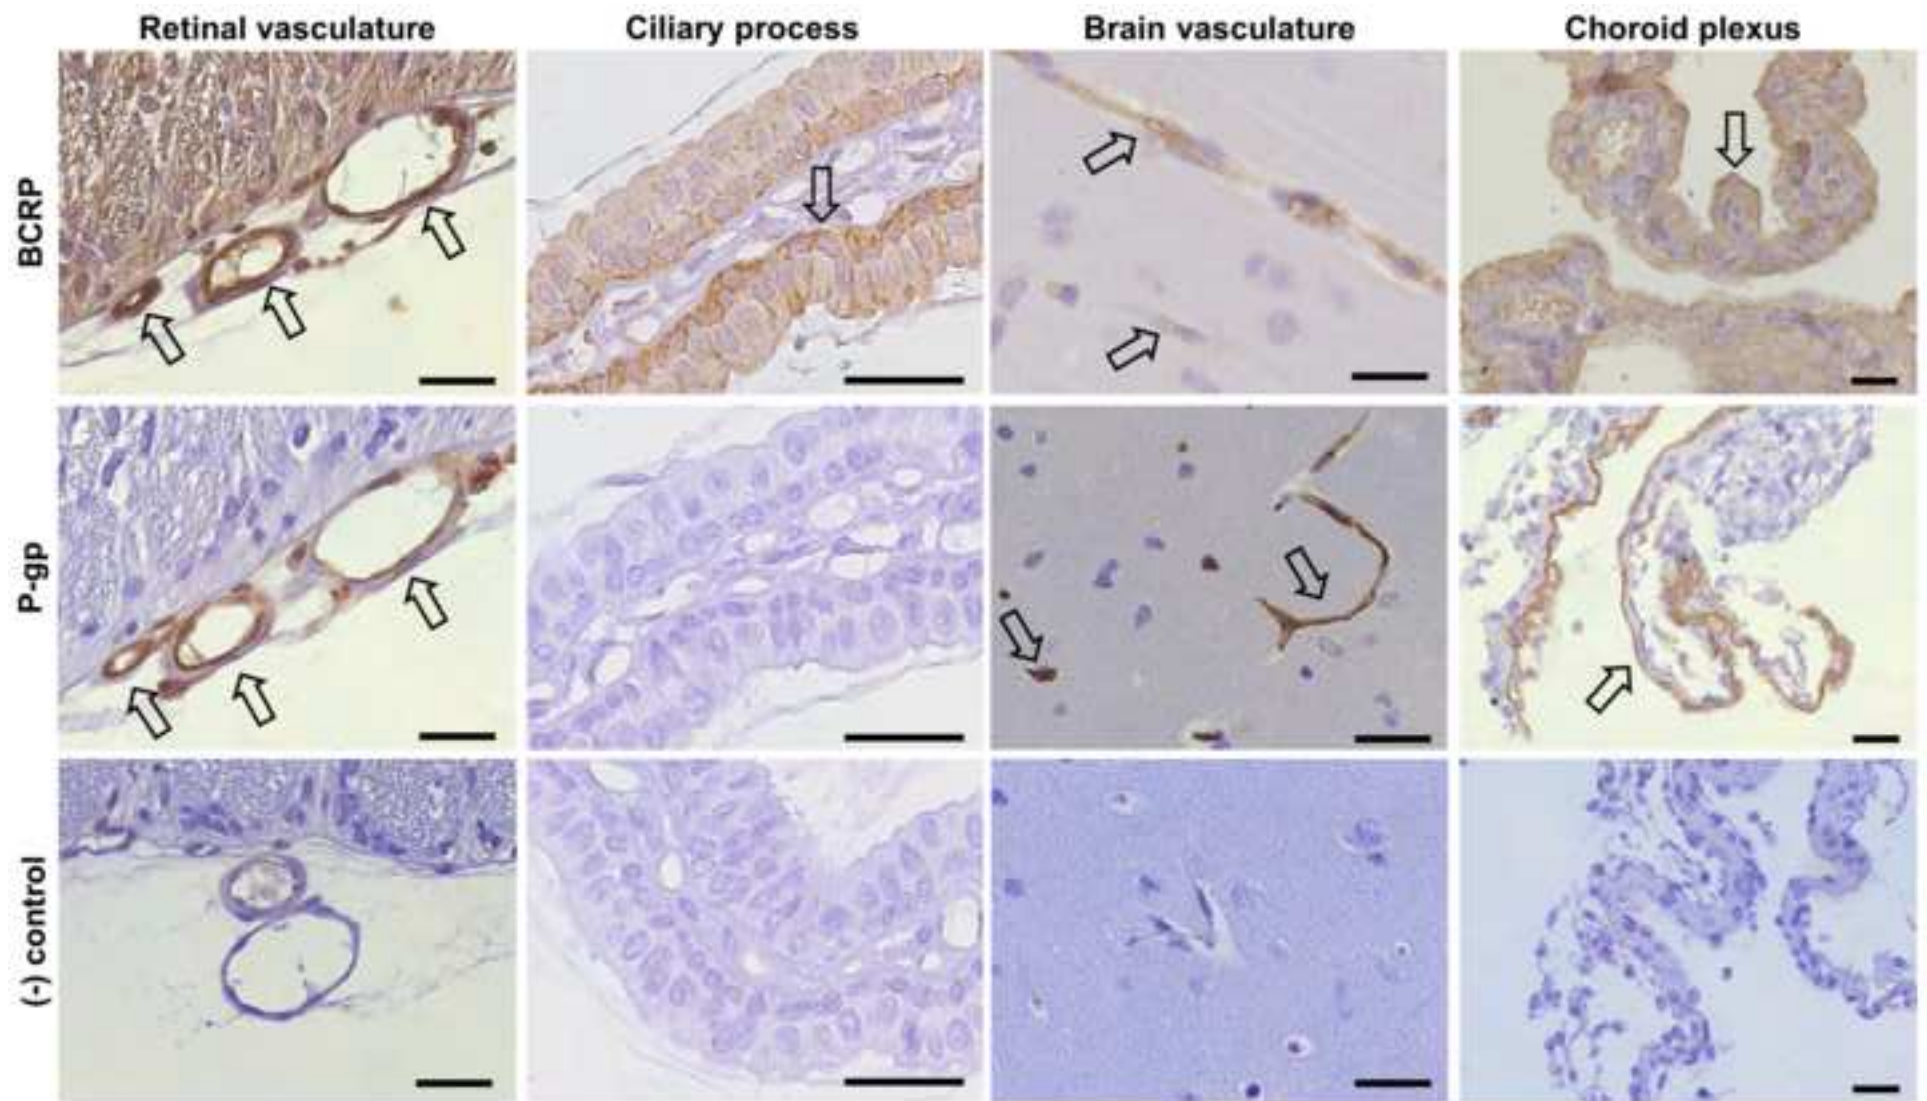 Retinal vasculature Ciliary process Brain vasculature Choroid plexus
BCRP
P-gp
(-) control